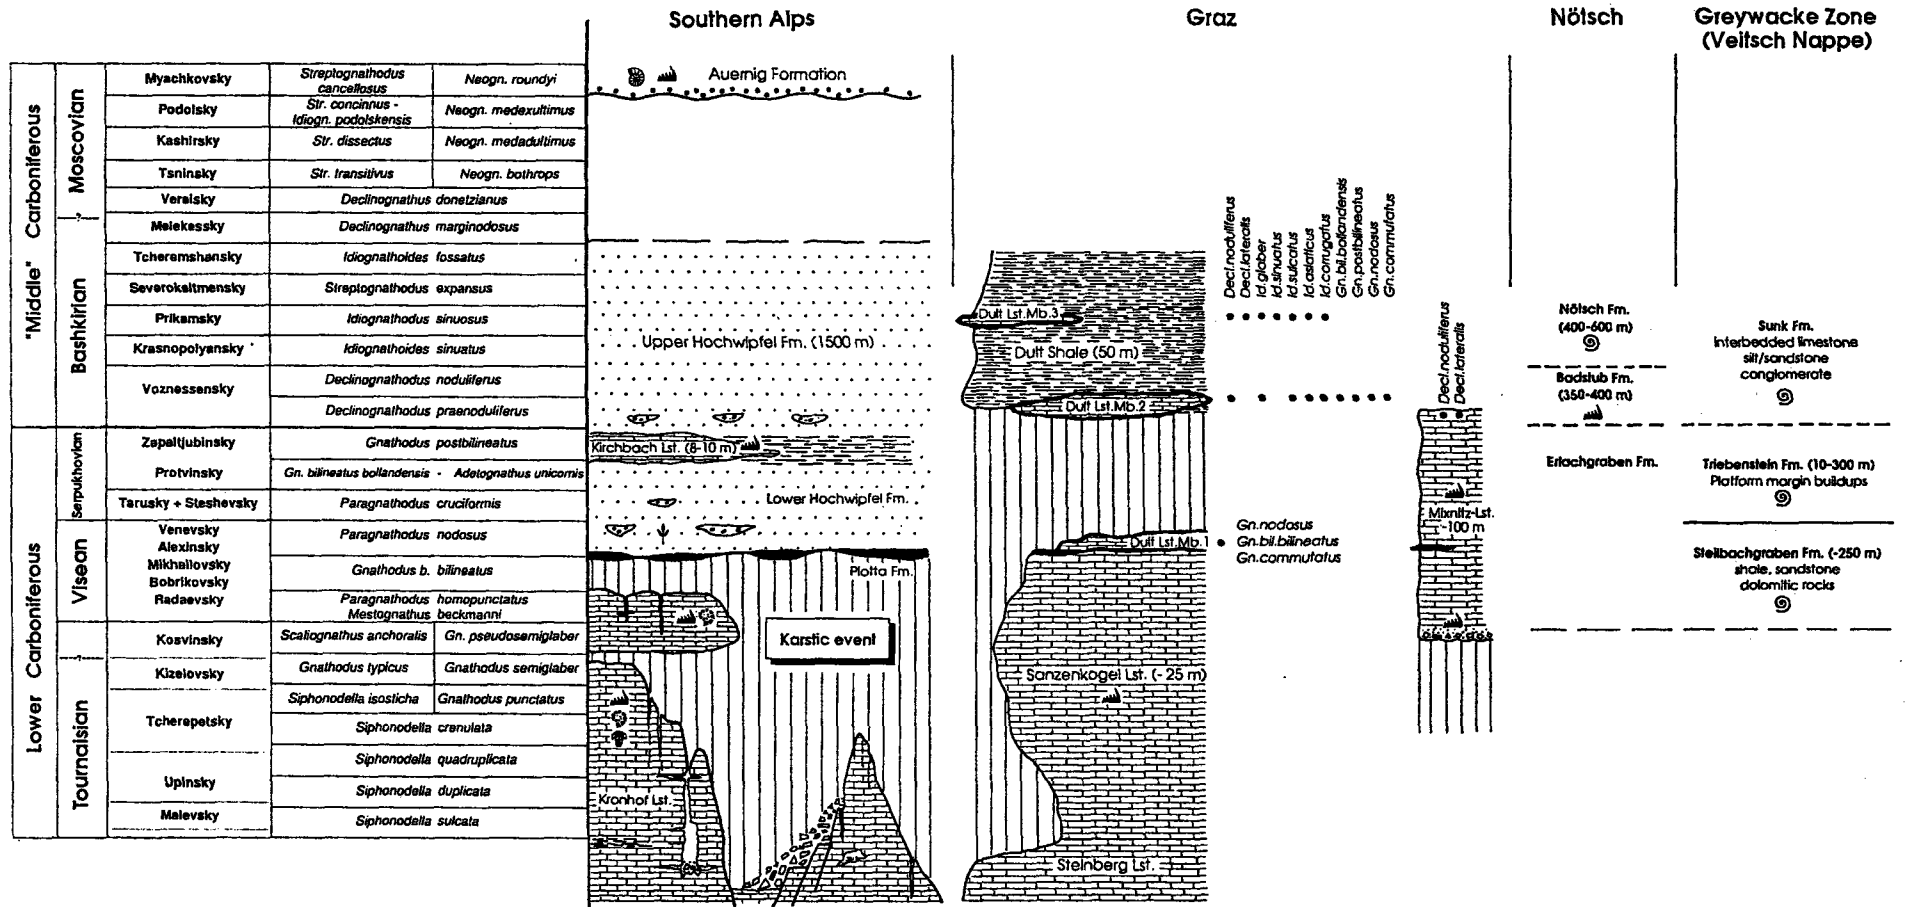 Southern Alps
Graz
Nötsch
Greywacke Zone
(Veitsch Nappe)
"Middle" Carboniferous
Lower Carboniferous
Moscovian
Bashkirian
Serpukhovian
Visean
Tournaisian
?
?
Myachkovsky
Streptognathodus
cancellosus
Neogn. roundyi
Podolsky
Str. concinnus -
Idiogn. podolskensis
Neogn. medexultimus
Kashirsky
Str. dissectus
Neogn. medadultimus
Tsninsky
Str. transitivus
Neogn. bothrops
Vereisky
Declinognathus donetzianus
Melekessky
Declinognathus marginodosus
Tcheremshansky
Idiognathoides fossatus
Severokeltmensky
Streptognathodus expansus
Prikamsky
Idiognathodus sinuosus
Krasnopolyansky
Idiognathoides sinuatus
Voznessensky
Declinognathodus noduliferus
Declinognathodus praenoduliferus
Zapaltjubinsky
Gnathodus postbilineatus
Protvinsky
Gn. bilineatus bollandensis - Adetognathus unicornis
Tarusky + Steshevsky
Paragnathodus cruciformis
Venevsky
Paragnathodus nodosus
Alexinsky
Mikhailovsky
Gnathodus b. bilineatus
Bobrikovsky
Radaevsky
Paragnathodus homopunctatus
Mestognathus beckmanni
Kosvinsky
Scaliognathus anchoralis
Gn. pseudosemiglaber
Kizelovsky
Gnathodus typicus
Gnathodus semiglaber
Siphonodella isosticha
Gnathodus punctatus
Tcherepetsky
Siphonodella crenulata
Siphonodella quadruplicata
Upinsky
Siphonodella duplicata
Malevsky
Siphonodella sulcata
Auernig Formation
Upper Hochwipfel Fm. (1500 m)
Kirchbach Lst. (8-10 m)
Lower Hochwipfel Fm.
Plotta Fm.
Karstic event
Kronhof Lst.
Dult Lst.Mb.3
Dult Shale (50 m)
Dult Lst.Mb.2
Dult Lst.Mb.1
Sanzenkogel Lst. (- 25 m)
Steinberg Lst.
Decl.noduliferus
Decl.lateralis
Id.glaber
Id.sinuatus
Id.sulcatus
Id.asiaticus
Id.corrugatus
Gn.bil.bollandensis
Gn.postbilineatus
Gn.nodosus
Gn.commutatus
Gn.nodosus
Gn.bil.bilineatus
Gn.commutatus
Decl.noduliferus
Decl.lateralis
Mixnitz-Lst.
-100 m
Nötsch Fm.
(400-600 m)
Badstub Fm.
(350-400 m)
Erlachgraben Fm.
Sunk Fm.
interbedded limestone
silt/sandstone
conglomerate
Triebenstein Fm. (10-300 m)
Platform margin buildups
Steilbachgraben Fm. (-250 m)
shale, sandstone
dolomitic rocks